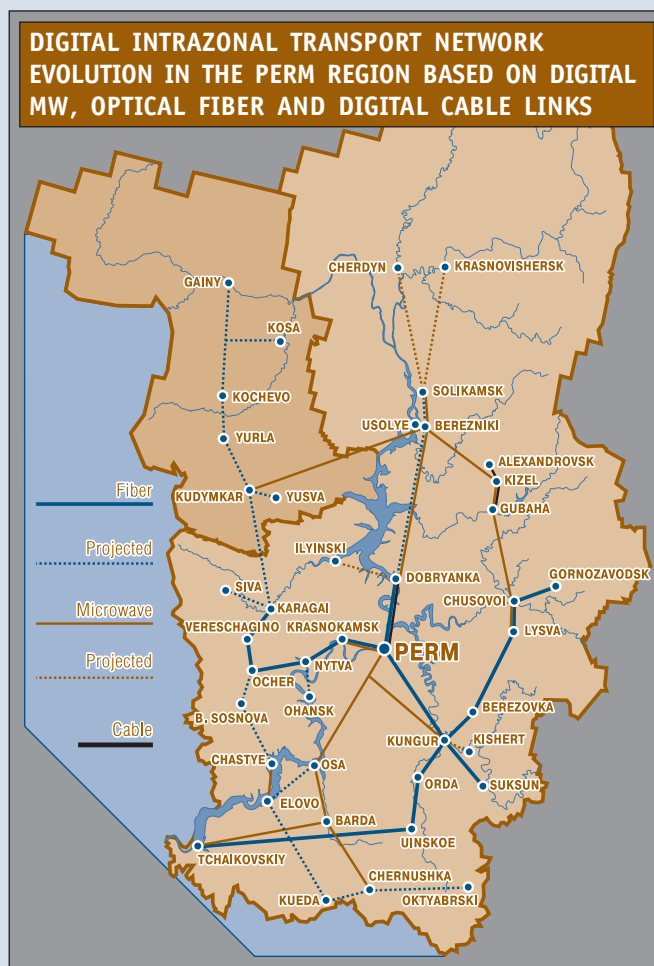 DIGITAL INTRAZONAL TRANSPORT NETWORK
EVOLUTION IN THE PERM REGION BASED ON DIGITAL
MW, OPTICAL FIBER AND DIGITAL CABLE LINKS
CHERDYN
KRASNOVISHERSK
GAINY
KOSA
SOLIKAMSK
KOCHEVO
USOLYE
BEREZNIKI
YURLA
ALEXANDROVSK
KIZEL
KUDYMKAR
YUSVA
GUBAHA
Fiber
Projected
Microwave
Projected
Cable
ILYINSKI
DOBRYANKA
GORNOZAVODSK
SIVA
KARAGAI
CHUSOVOI
VERESCHAGINO
KRASNOKAMSK
LYSVA
PERM
NYTVA
OCHER
OHANSK
B. SOSNOVA
BEREZOVKA
KUNGUR
KISHERT
CHASTYE
OSA
ORDA
SUKSUN
ELOVO
BARDA
UINSKOE
TCHAIKOVSKIY
CHERNUSHKA
KUEDA
OKTYABRSKI